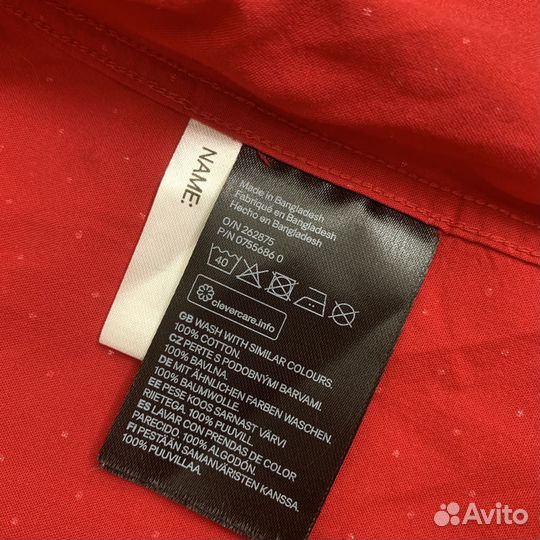 NAME:
Made in Bangladesh
Fabriqué en Bangladesh
Hecho en Bangladesh
O/N 262875
P/N 0755686 0
40
clevercare.info
GB WASH WITH SIMILAR COLOURS.
100% COTTON.
CZ PERTE S PODOBNÝMI BARVAMI.
100% BAVLNA.
DE MIT ÄHNLICHEN FARBEN WASCHEN.
100% BAUMWOLLE.
EE PESE KOOS SARNAST VÄRVI
RIIETEGA. 100% PUUVILL.
ES LAVAR CON PRENDAS DE COLOR
PARECIDO. 100% ALGODÓN.
FI PESTÄÄN SAMANVÄRISTEN KANSSA.
100% PUUVILLAA.
Avito